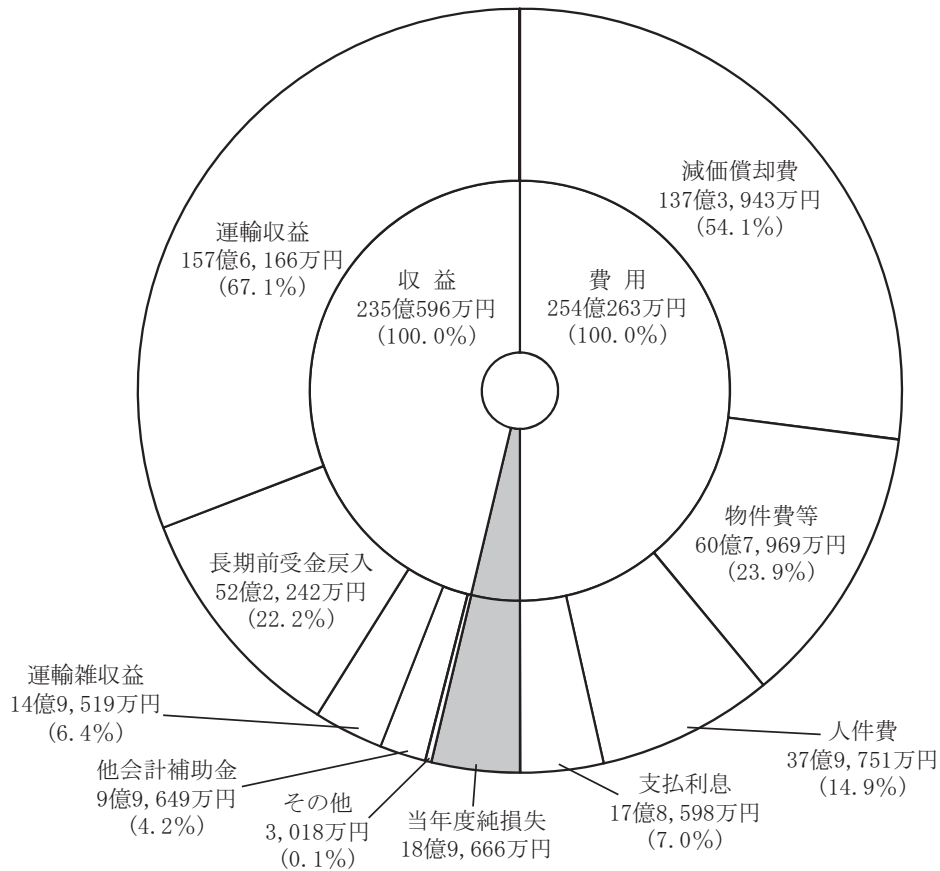 減価償却費
137億3,943万円
(54.1%)
運輸収益
157億6,166万円
(67.1%)
収 益
235億596万円
(100.0%)
費 用
254億263万円
(100.0%)
物件費等
60億7,969万円
(23.9%)
長期前受金戻入
52億2,242万円
(22.2%)
運輸雑収益
14億9,519万円
(6.4%)
他会計補助金
9億9,649万円
(4.2%)
その他
3,018万円
(0.1%)
当年度純損失
18億9,666万円
支払利息
17億8,598万円
(7.0%)
人件費
37億9,751万円
(14.9%)